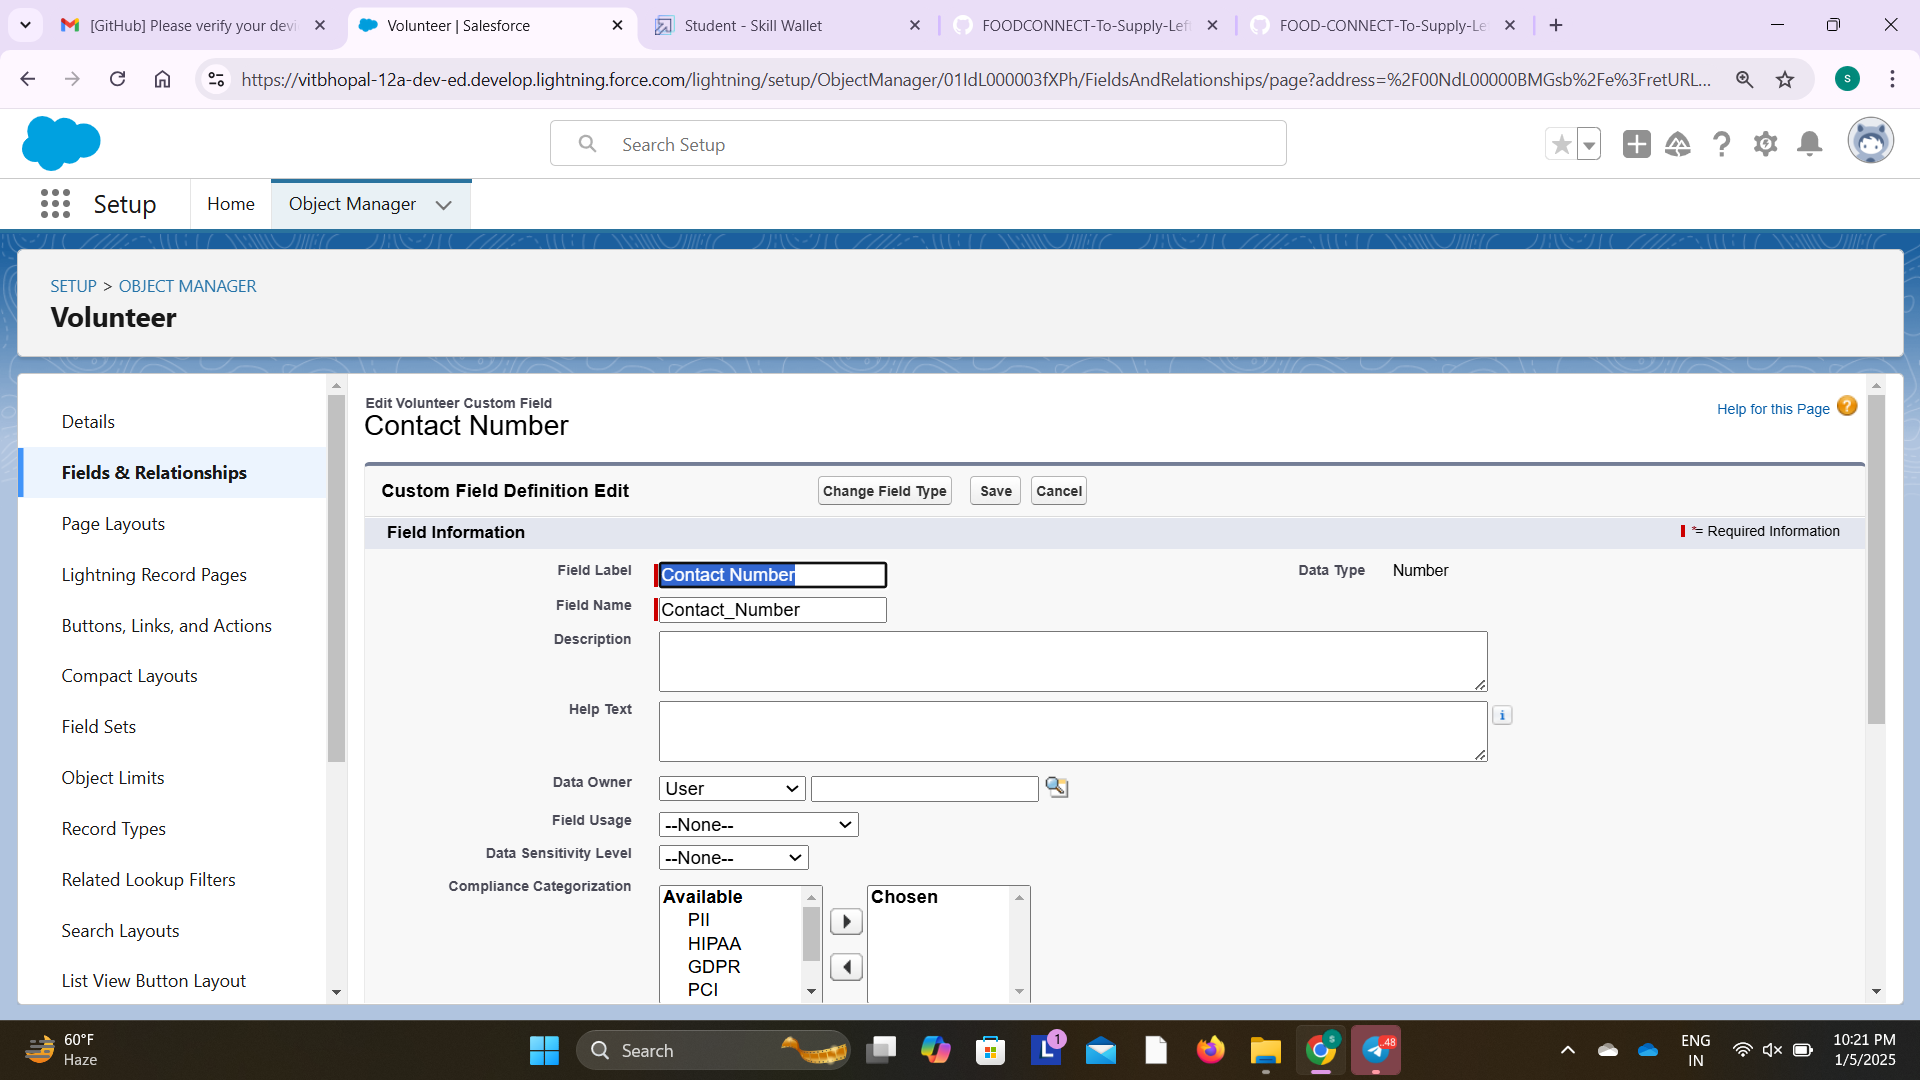 [GitHub] Please verify your devi
Volunteer | Salesforce
Student - Skill Wallet
FOODCONNECT-To-Supply-Left
FOOD-CONNECT-To-Supply-Le
https://vitbhopal-12a-dev-ed.develop.lightning.force.com/lightning/setup/ObjectManager/01IdL000003fXPh/FieldsAndRelationships/page?address=%2F00NdL00000BMGsb%2Fe%3FretURL...
S
Search Setup
Setup
Home
Object Manager
SETUP > OBJECT MANAGER
Volunteer
Details
Fields & Relationships
Page Layouts
Lightning Record Pages
Buttons, Links, and Actions
Compact Layouts
Field Sets
Object Limits
Record Types
Related Lookup Filters
Search Layouts
List View Button Layout
Edit Volunteer Custom Field
Contact Number
Help for this Page ?
Custom Field Definition Edit
Change Field Type
Save
Cancel
Field Information
*= Required Information
Field Label
Contact Number
Data Type
Number
Field Name
Contact_Number
Description
Help Text
i
Data Owner
User
Field Usage
--None--
Data Sensitivity Level
--None--
Compliance Categorization
Available
PII
HIPAA
GDPR
PCI
Chosen
60°F
Haze
Search
L
1
S
.48
ENG
IN
10:21 PM
1/5/2025